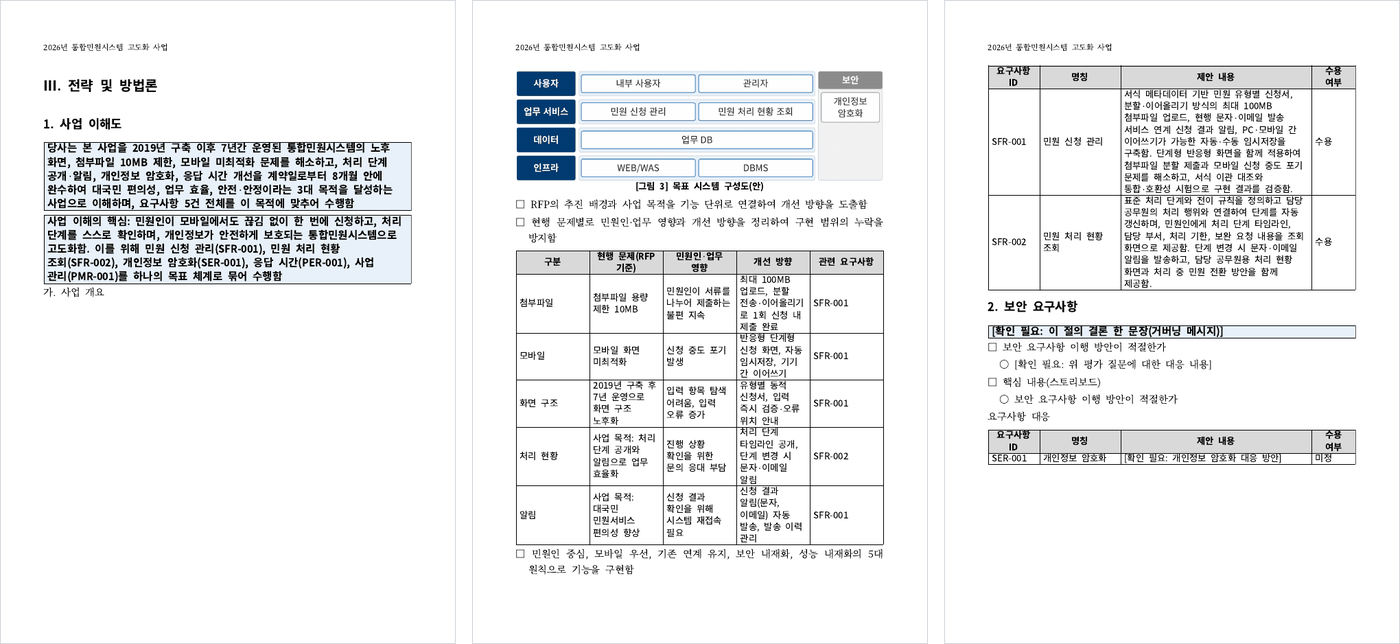 2026년 통합민원시스템 고도화 사업
III. 전략 및 방법론
1. 사업 이해도
당사는 본 사업을 2019년 구축 이후 7년간 운영된 통합민원시스템의 노후
화면, 첨부파일 10MB 제한, 모바일 미최적화 문제를 해소하고, 처리 단계
공개·알림, 개인정보 암호화, 응답 시간 개선을 계약일로부터 8개월 안에
완수하여 대국민 편의성, 업무 효율, 안전·안정이라는 3대 목적을 달성하는
사업으로 이해하며, 요구사항 5건 전체를 이 목적에 맞추어 수행함
사업 이해의 핵심: 민원인이 모바일에서도 끊김 없이 한 번에 신청하고, 처리
단계를 스스로 확인하며, 개인정보가 안전하게 보호되는 통합민원시스템으로
고도화함. 이를 위해 민원 신청 관리(SFR-001), 민원 처리 현황
조회(SFR-002), 개인정보 암호화(SER-001), 응답 시간(PER-001), 사업
관리(PMR-001)를 하나의 목표 체계로 묶어 수행함
가. 사업 개요
2026년 통합민원시스템 고도화 사업
사용자 내부 사용자 관리자 보안
업무 서비스 민원 신청 관리 민원 처리 현황 조회 개인정보
암호화
데이터 업무 DB
인프라 WEB/WAS DBMS
[그림 3] 목표 시스템 구성도(안)
□ RFP의 추진 배경과 사업 목적을 기능 단위로 연결하여 개선 방향을 도출함
□ 현행 문제별로 민원인·업무 영향과 개선 방향을 정리하여 구현 범위의 누락을
방지함
구분 현행 문제(RFP
기준) 민원인·업무
영향 개선 방향 관련 요구사항
첨부파일
첨부파일 용량
제한 10MB
민원인이 서류를
나누어 제출하는
불편 지속
최대 100MB
업로드, 분할
전송·이어올리기
로 1회 신청 내
제출 완료
SFR-001
모바일
모바일 화면
미최적화
신청 중도 포기
발생
반응형 단계형
신청 화면, 자동
임시저장, 기기
간 이어쓰기
SFR-001
화면 구조
2019년 구축 후
7년 운영으로
화면 구조
노후화
입력 항목 탐색
어려움, 입력
오류 증가
유형별 동적
신청서, 입력
즉시 검증·오류
위치 안내
SFR-001
처리 현황
사업 목적: 처리
단계 공개와
알림으로 업무
효율화
진행 상황
확인을 위한
문의 응대 부담
처리 단계
타임라인 공개,
단계 변경 시
문자·이메일
알림
SFR-002
알림
사업 목적:
대국민
민원서비스
편의성 향상
신청 결과
확인을 위해
시스템 재접속
필요
신청 결과
알림(문자,
이메일) 자동
발송, 발송 이력
관리
SFR-001
□ 민원인 중심, 모바일 우선, 기존 연계 유지, 보안 내재화, 성능 내재화의 5대
원칙으로 기능을 구현함
2026년 통합민원시스템 고도화 사업
요구사항
ID 명칭 제안 내용 수용
여부
SFR-001
민원 신청 관리
서식 메타데이터 기반 민원 유형별 신청서,
분할·이어올리기 방식의 최대 100MB
첨부파일 업로드, 현행 문자·이메일 발송
서비스 연계 신청 결과 알림, PC·모바일 간
이어쓰기가 가능한 자동·수동 임시저장을
구축함. 단계형 반응형 화면을 함께 적용하여
첨부파일 분할 제출과 모바일 신청 중도 포기
문제를 해소하고, 서식 이관 대조와
통합·호환성 시험으로 구현 결과를 검증함.
수용
SFR-002
민원 처리 현황
조회
표준 처리 단계와 전이 규칙을 정의하고 담당
공무원의 처리 행위와 연결하여 단계를 자동
갱신하며, 민원인에게 처리 단계 타임라인,
담당 부서, 처리 기한, 보완 요청 내용을 조회
화면으로 제공함. 단계 변경 시 문자·이메일
알림을 발송하고, 담당 공무원용 처리 현황
화면과 처리 중 민원 전환 방안을 함께
제공함.
수용
2. 보안 요구사항
[확인 필요: 이 절의 결론 한 문장(거버닝 메시지)]
□ 보안 요구사항 이행 방안이 적절한가
○ [확인 필요: 위 평가 질문에 대한 대응 내용]
□ 핵심 내용(스토리보드)
○ 보안 요구사항 이행 방안이 적절한가
요구사항 대응
요구사항
ID 명칭 제안 내용 수용
여부
SER-001 개인정보 암호화 [확인 필요: 개인정보 암호화 대응 방안] 미정